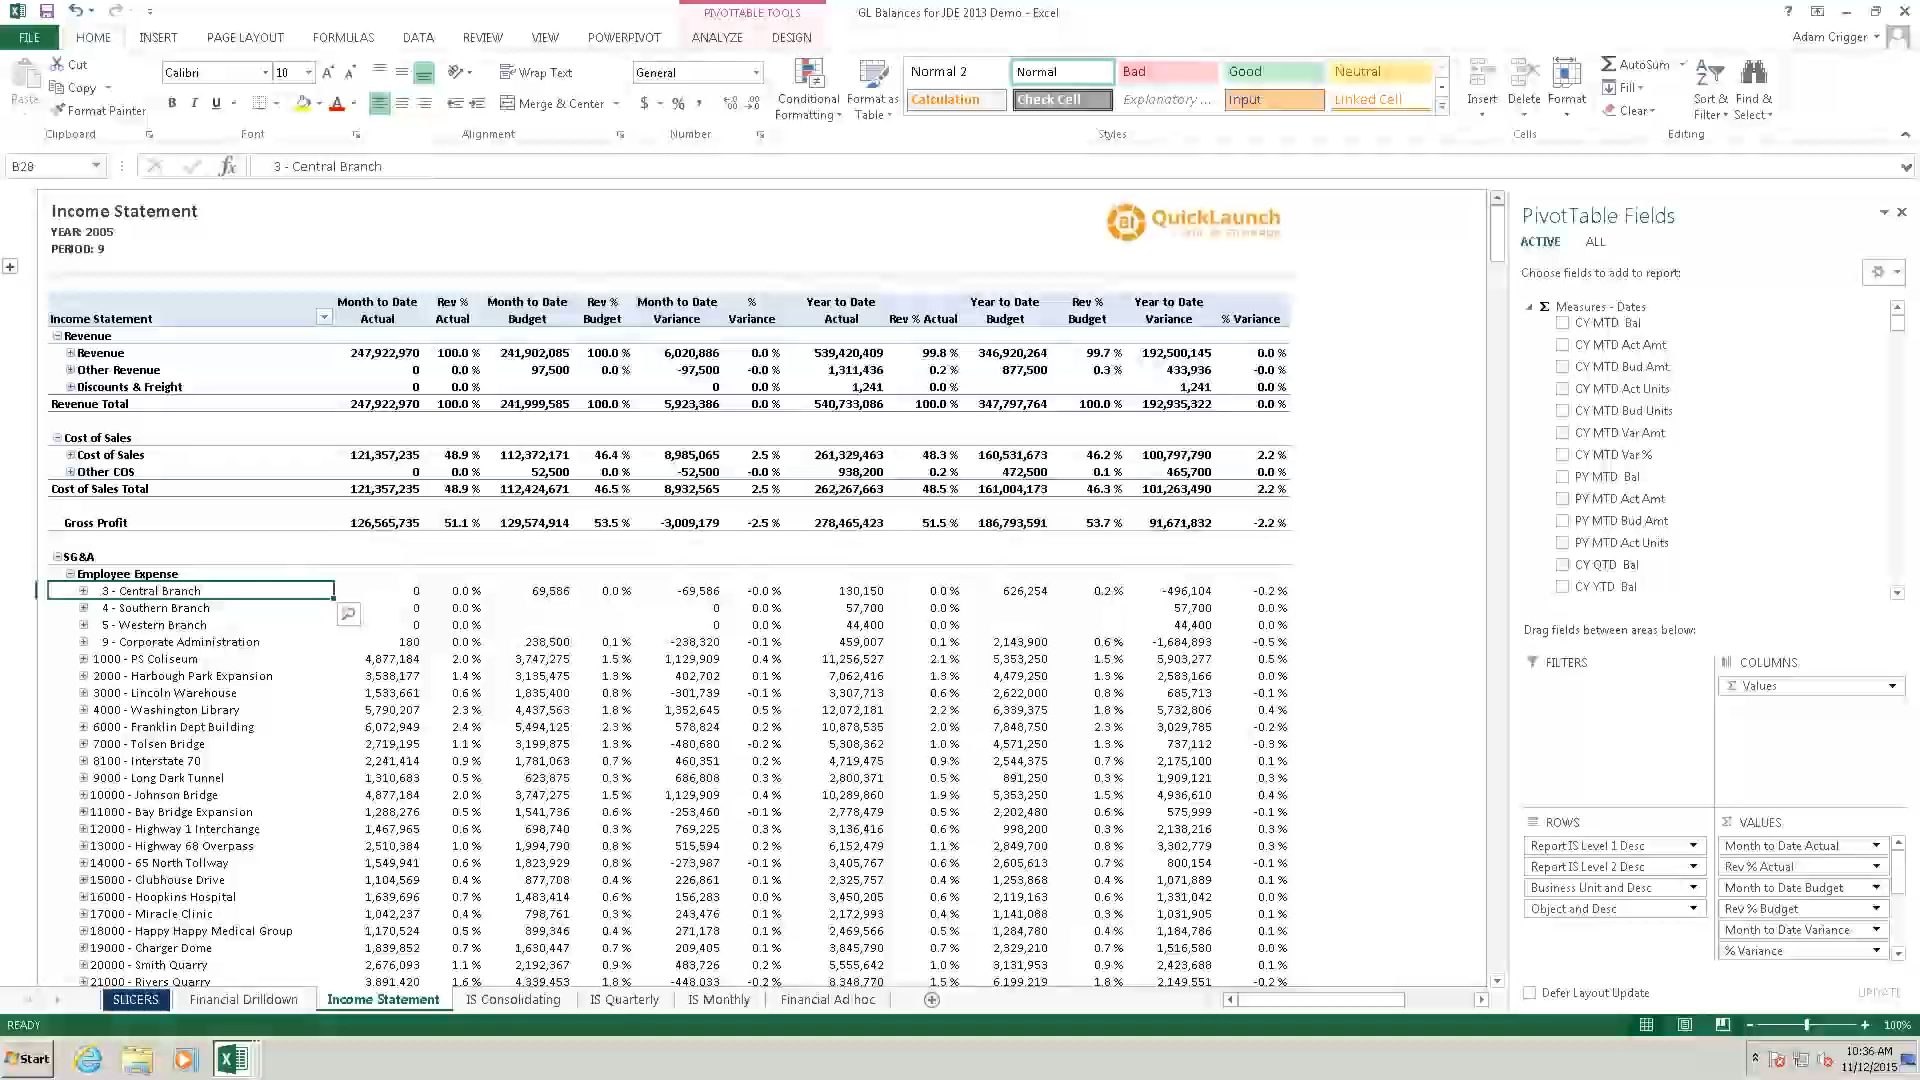 PIVOTTABLE TOOLS
GL Balances for JDE 2013 Demo - Excel
FILE HOME INSERT PAGE LAYOUT FORMULAS DATA REVIEW VIEW POWERPIVOT ANALYZE DESIGN
Adam Crigger
Cut
Copy
Format Painter
Paste
Clipboard
Calibri 10
B I U
Font
Wrap Text
Merge & Center
Alignment
General
$ % ,
Number
Conditional Formatting
Format as Table
Normal 2 Normal Bad Good Neutral
Calculation Check Cell Explanatory ... Input Linked Cell
Styles
Insert Delete Format
Cells
AutoSum
Fill
Clear
Sort & Filter
Find & Select
Editing
B28
fx
3 - Central Branch
Income Statement
YEAR: 2005
PERIOD: 9
BI QuickLaunch
Income Statement Month to Date Actual Rev % Actual Month to Date Budget Rev % Budget Month to Date Variance % Variance Year to Date Actual Rev % Actual Year to Date Budget Rev % Budget Year to Date Variance % Variance
Revenue
Revenue 247,922,970 100.0 % 241,902,085 100.0 % 6,020,886 0.0 % 539,420,409 99.8 % 346,920,264 99.7 % 192,500,145 0.0 %
Other Revenue 0 0.0 % 97,500 0.0 % -97,500 -0.0 % 1,311,436 0.2 % 877,500 0.3 % 433,936 -0.0 %
Discounts & Freight 0 0.0 % 0 0.0 % 1,241 0.0 % 1,241 0.0 %
Revenue Total 247,922,970 100.0 % 241,999,585 100.0 % 5,923,386 0.0 % 540,733,086 100.0 % 347,797,764 100.0 % 192,935,322 0.0 %
Cost of Sales
Cost of Sales 121,357,235 48.9 % 112,372,171 46.4 % 8,985,065 2.5 % 261,329,463 48.3 % 160,531,673 46.2 % 100,797,790 2.2 %
Other COS 0 0.0 % 52,500 0.0 % -52,500 -0.0 % 938,200 0.2 % 472,500 0.1 % 465,700 0.0 %
Cost of Sales Total 121,357,235 48.9 % 112,424,671 46.5 % 8,932,565 2.5 % 262,267,663 48.5 % 161,004,173 46.3 % 101,263,490 2.2 %
Gross Profit 126,565,735 51.1 % 129,574,914 53.5 % -3,009,179 -2.5 % 278,465,423 51.5 % 186,793,591 53.7 % 91,671,832 -2.2 %
SG&A
Employee Expense
3 - Central Branch 0 0.0 % 69,586 0.0 % -69,586 -0.0 % 130,150 0.0 % 626,254 0.2 % -496,104 -0.2 %
4 - Southern Branch 0 0.0 % 0 0.0 % 57,700 0.0 % 57,700 0.0 %
5 - Western Branch 0 0.0 % 0 0.0 % 44,400 0.0 % 44,400 0.0 %
9 - Corporate Administration 180 0.0 % 238,500 0.1 % -238,320 -0.1 % 459,007 0.1 % 2,143,900 0.6 % -1,684,893 -0.5 %
1000 - PS Coliseum 4,877,184 2.0 % 3,747,275 1.5 % 1,129,909 0.4 % 11,256,527 2.1 % 5,353,250 1.5 % 5,903,277 0.5 %
2000 - Harbough Park Expansion 3,538,177 1.4 % 3,135,475 1.3 % 402,702 0.1 % 7,062,416 1.3 % 4,479,250 1.3 % 2,583,166 0.0 %
3000 - Lincoln Warehouse 1,533,661 0.6 % 1,835,400 0.8 % -301,739 -0.1 % 3,307,713 0.6 % 2,622,000 0.8 % 685,713 -0.1 %
4000 - Washington Library 5,790,207 2.3 % 4,437,563 1.8 % 1,352,645 0.5 % 12,072,181 2.2 % 6,339,375 1.8 % 5,732,806 0.4 %
6000 - Franklin Dept Building 6,072,949 2.4 % 5,494,125 2.3 % 578,824 0.2 % 10,878,535 2.0 % 7,848,750 2.3 % 3,029,785 -0.2 %
7000 - Tolsen Bridge 2,719,195 1.1 % 3,199,875 1.3 % -480,680 -0.2 % 5,308,362 1.0 % 4,571,250 1.3 % 737,112 -0.3 %
8100 - Interstate 70 2,241,414 0.9 % 1,781,063 0.7 % 460,351 0.2 % 4,719,475 0.9 % 2,544,375 0.7 % 2,175,100 0.1 %
9000 - Long Dark Tunnel 1,310,683 0.5 % 623,875 0.3 % 686,808 0.3 % 2,800,371 0.5 % 891,250 0.3 % 1,909,121 0.3 %
10000 - Johnson Bridge 4,877,184 2.0 % 3,747,275 1.5 % 1,129,909 0.4 % 10,289,860 1.9 % 5,353,250 1.5 % 4,936,610 0.4 %
11000 - Bay Bridge Expansion 1,288,276 0.5 % 1,541,736 0.6 % -253,460 -0.1 % 2,778,479 0.5 % 2,202,480 0.6 % 575,999 -0.1 %
12000 - Highway 1 Interchange 1,467,965 0.6 % 698,740 0.3 % 769,225 0.3 % 3,136,416 0.6 % 998,200 0.3 % 2,138,216 0.3 %
13000 - Highway 68 Overpass 2,510,384 1.0 % 1,994,790 0.8 % 515,594 0.2 % 6,152,479 1.1 % 2,849,700 0.8 % 3,302,779 0.3 %
14000 - 65 North Tollway 1,549,941 0.6 % 1,823,929 0.8 % -273,987 -0.1 % 3,405,767 0.6 % 2,605,613 0.7 % 800,154 -0.1 %
15000 - Clubhouse Drive 1,104,569 0.4 % 877,708 0.4 % 226,861 0.1 % 2,325,757 0.4 % 1,253,868 0.4 % 1,071,889 0.1 %
16000 - Hoopkins Hospital 1,639,696 0.7 % 1,483,414 0.6 % 156,283 0.0 % 3,450,205 0.6 % 2,119,163 0.6 % 1,331,042 0.0 %
17000 - Miracle Clinic 1,042,237 0.4 % 798,761 0.3 % 243,476 0.1 % 2,172,993 0.4 % 1,141,088 0.3 % 1,031,905 0.1 %
18000 - Happy Happy Medical Group 1,170,524 0.5 % 899,346 0.4 % 271,178 0.1 % 2,469,566 0.5 % 1,284,780 0.4 % 1,184,786 0.1 %
19000 - Charger Dome 1,839,852 0.7 % 1,630,447 0.7 % 209,405 0.1 % 3,845,790 0.7 % 2,329,210 0.7 % 1,516,580 0.0 %
20000 - Smith Quarry 2,676,093 1.1 % 2,192,367 0.9 % 483,726 0.2 % 5,555,642 1.0 % 3,131,953 0.9 % 2,423,688 0.1 %
21000 - Rivers Quarry 3,891,420 1.6 % 4,339,453 1.8 % -448,033 -0.2 % 8,348,770 1.5 % 6,199,219 1.8 % 2,149,551 -0.2 %
SLICERS Financial Drilldown Income Statement IS Consolidating IS Quarterly IS Monthly Financial Ad hoc
PivotTable Fields
ACTIVE ALL
Choose fields to add to report:
Σ Measures - Dates
CY MTD Bal
CY MTD Act Amt
CY MTD Bud Amt
CY MTD Act Units
CY MTD Bud Units
CY MTD Var Amt
CY MTD Var %
PY MTD Bal
PY MTD Act Amt
PY MTD Bud Amt
PY MTD Act Units
CY QTD Bal
CY YTD Bal
Drag fields between areas below:
FILTERS
COLUMNS
Σ Values
ROWS
Report IS Level 1 Desc
Report IS Level 2 Desc
Business Unit and Desc
Object and Desc
Σ VALUES
Month to Date Actual
Rev % Actual
Month to Date Budget
Rev % Budget
Month to Date Variance
% Variance
Defer Layout Update
UPDATE
READY
100%
Start
10:36 AM
11/12/2015